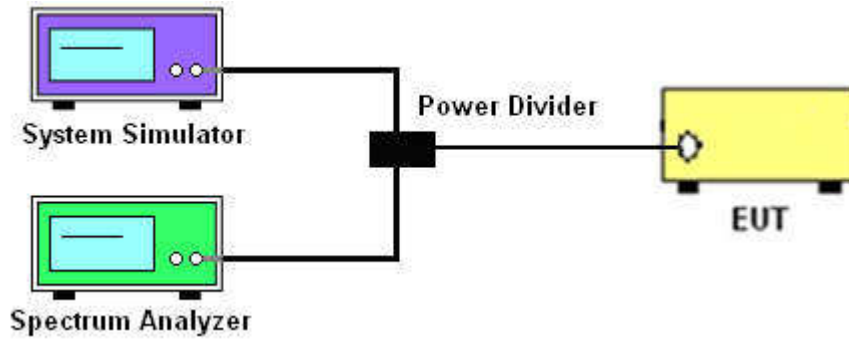 System Simulator
Power Divider
Spectrum Analyzer
EUT